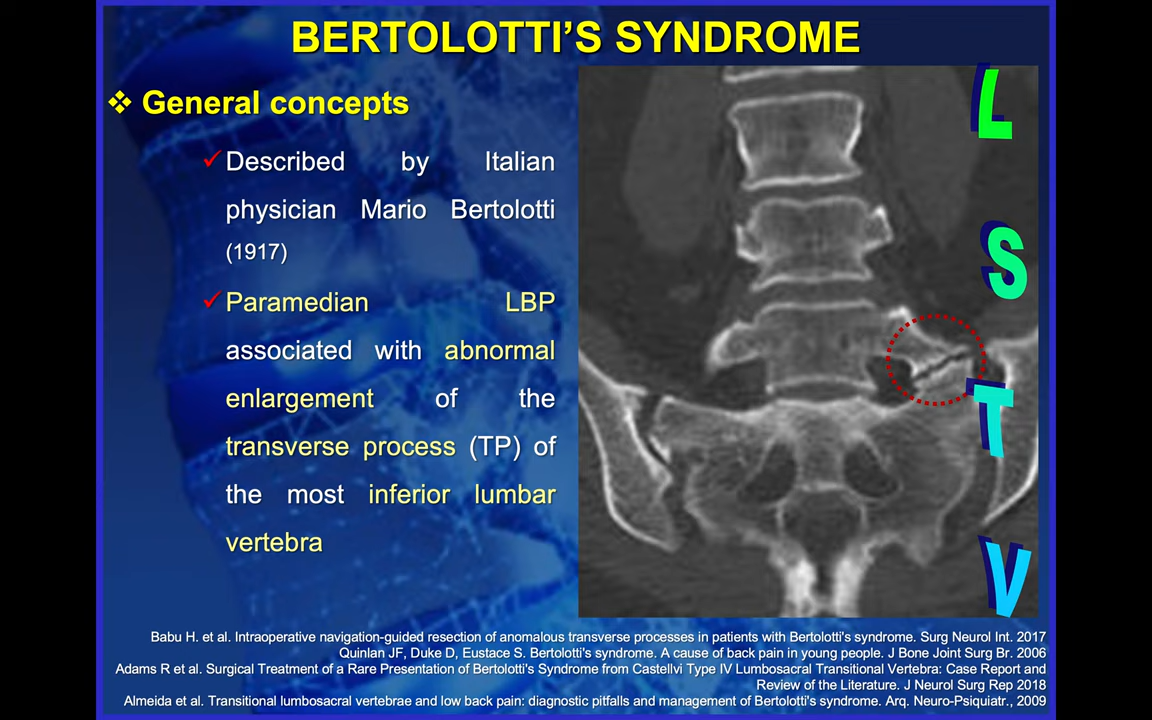 BERTOLOTTI'S SYNDROME
❖ General concepts
✓ Described by Italian
physician Mario Bertolotti
(1917)
✓ Paramedian LBP
associated with abnormal
enlargement of the
transverse process (TP) of
the most inferior lumbar
vertebra
L
S
T
V
Babu H. et al. Intraoperative navigation-guided resection of anomalous transverse processes in patients with Bertolotti's syndrome. Surg Neurol Int. 2017
Quinlan JF, Duke D, Eustace S. Bertolotti's syndrome. A cause of back pain in young people. J Bone Joint Surg Br. 2006
Adams R et al. Surgical Treatment of a Rare Presentation of Bertolotti's Syndrome from Castellvi Type IV Lumbosacral Transitional Vertebra: Case Report and
Review of the Literature. J Neurol Surg Rep 2018
Almeida et al. Transitional lumbosacral vertebrae and low back pain: diagnostic pitfalls and management of Bertolotti's syndrome. Arq. Neuro-Psiquiatr., 2009